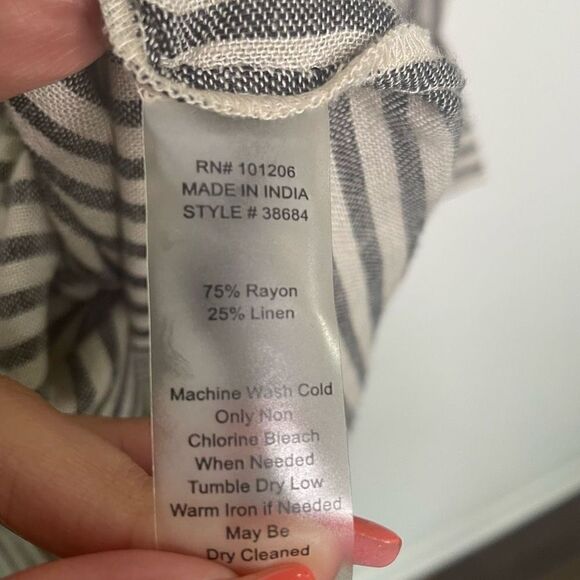 RN# 101206
MADE IN INDIA
STYLE # 38684
75% Rayon
25% Linen
Machine Wash Cold
Only Non
Chlorine Bleach
When Needed
Tumble Dry Low
Warm Iron if Needed
May Be
Dry Cleaned